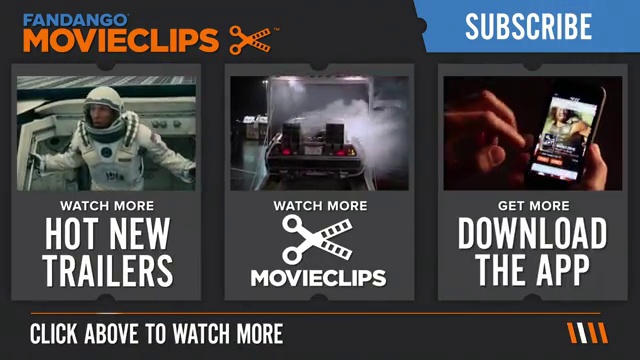 FANDANGO
MOVIECLIPS ™
SUBSCRIBE
WATCH MORE
HOT NEW
TRAILERS
WATCH MORE
MOVIECLIPS
GET MORE
DOWNLOAD
THE APP
CLICK ABOVE TO WATCH MORE